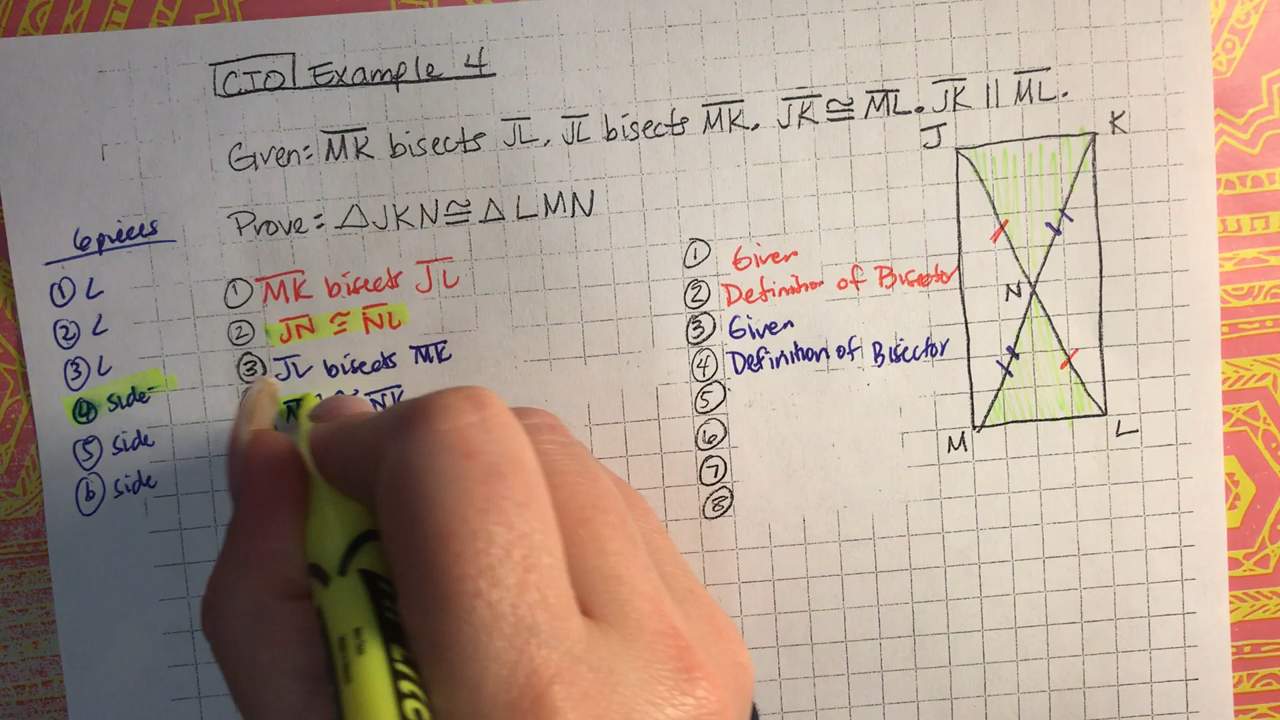 CIO Example 4
Given: MK bisects JL, JL bisects MK, JK ≅ ML. JK || ML.
Prove: △JKN ≅ △LMN
6 pieces
① L
② L
③ L
④ side
⑤ side
⑥ side
① MK bisects JL
② JN ≅ NL
③ JL bisects MK
NK
① Given
② Definition of Bisector
③ Given
④ Definition of Bisector
⑤
⑥
⑦
⑧
J
K
N
M
L